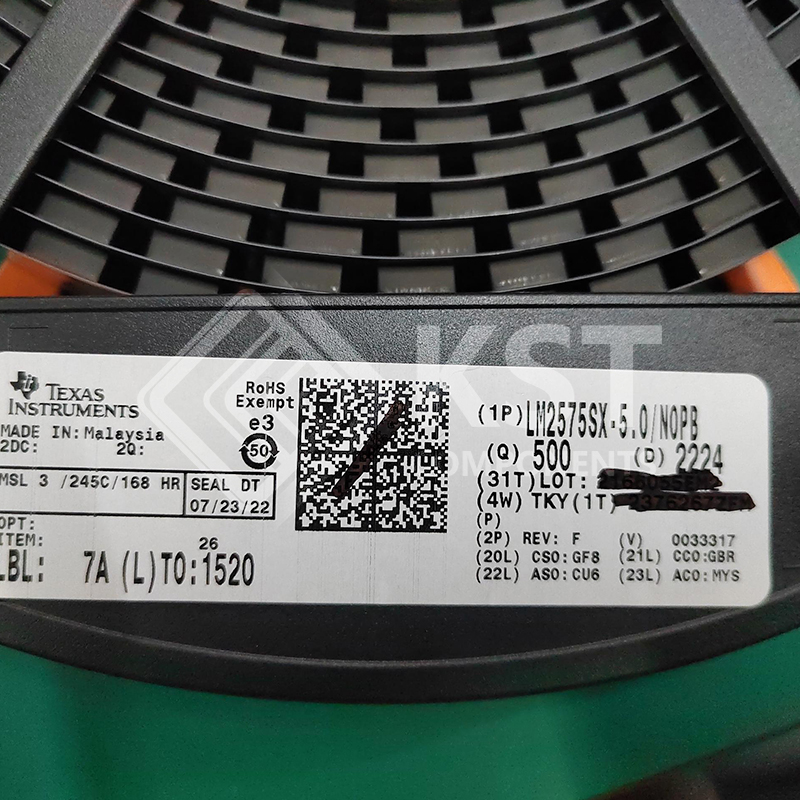 KST
COMPONENTS
TEXAS
INSTRUMENTS
MADE IN: Malaysia
2DC: 2Q:
MSL 3 /245C/168 HR
SEAL DT
07/23/22
OPT:
ITEM:
26
LBL: 7A (L)TO:1520
RoHS
Exempt
e3
50
(1P) LM2575SX-5.0/NOPB
(Q) 500 (D) 2224
(31T) LOT:
(4W) TKY (1T)
(P)
(2P) REV: F (V) 0033317
(20L) CSO:GF8 (21L) CCO:GBR
(22L) ASO:CU6 (23L) ACO:MYS